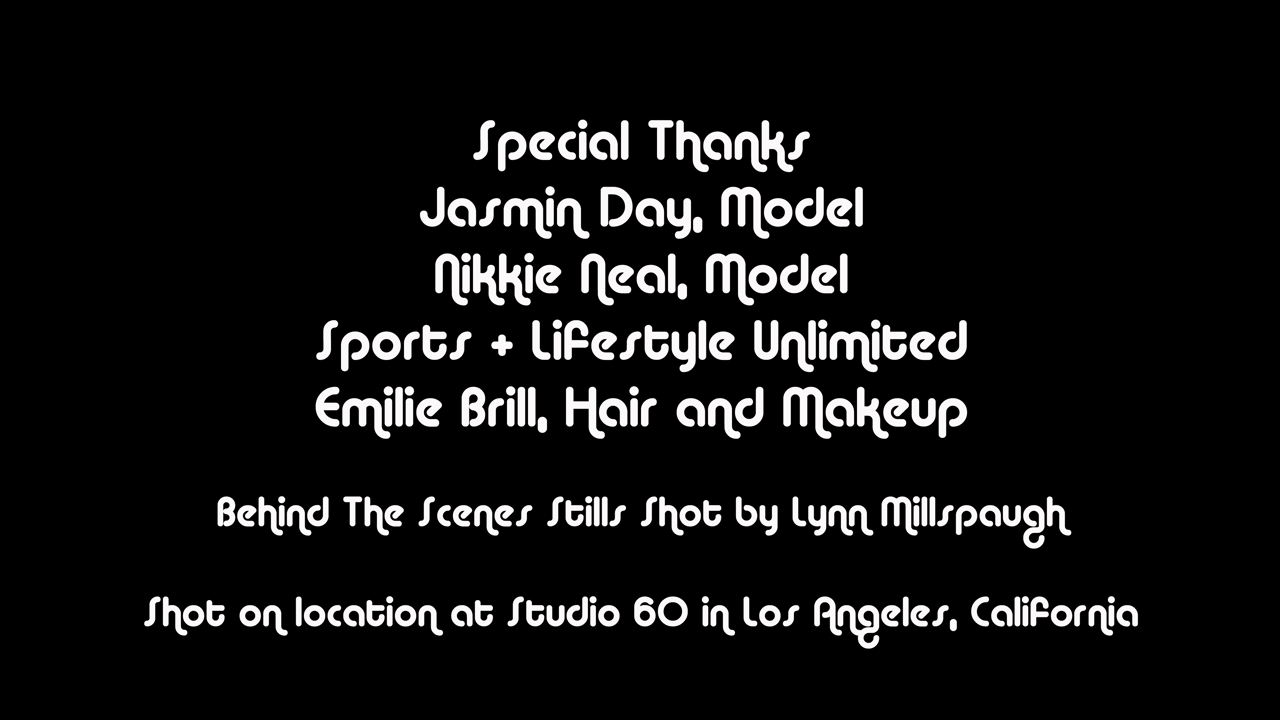 Special Thanks
Jasmin Day, Model
Nikkie Neal, Model
Sports + Lifestyle Unlimited
Emilie Brill, Hair and Makeup
Behind The Scenes Stills Shot by Lynn Millspaugh
Shot on location at Studio 60 in Los Angeles, California